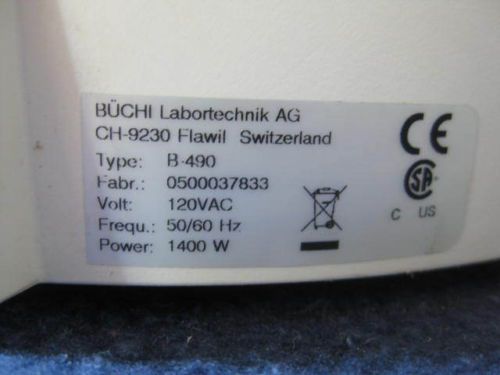 BÜCHI Labortechnik AG
CH-9230 Flawil Switzerland
Type: B-490
Fabr.: 0500037833
Volt: 120VAC
Frequ.: 50/60 Hz
Power: 1400 W
CE
SA
C US